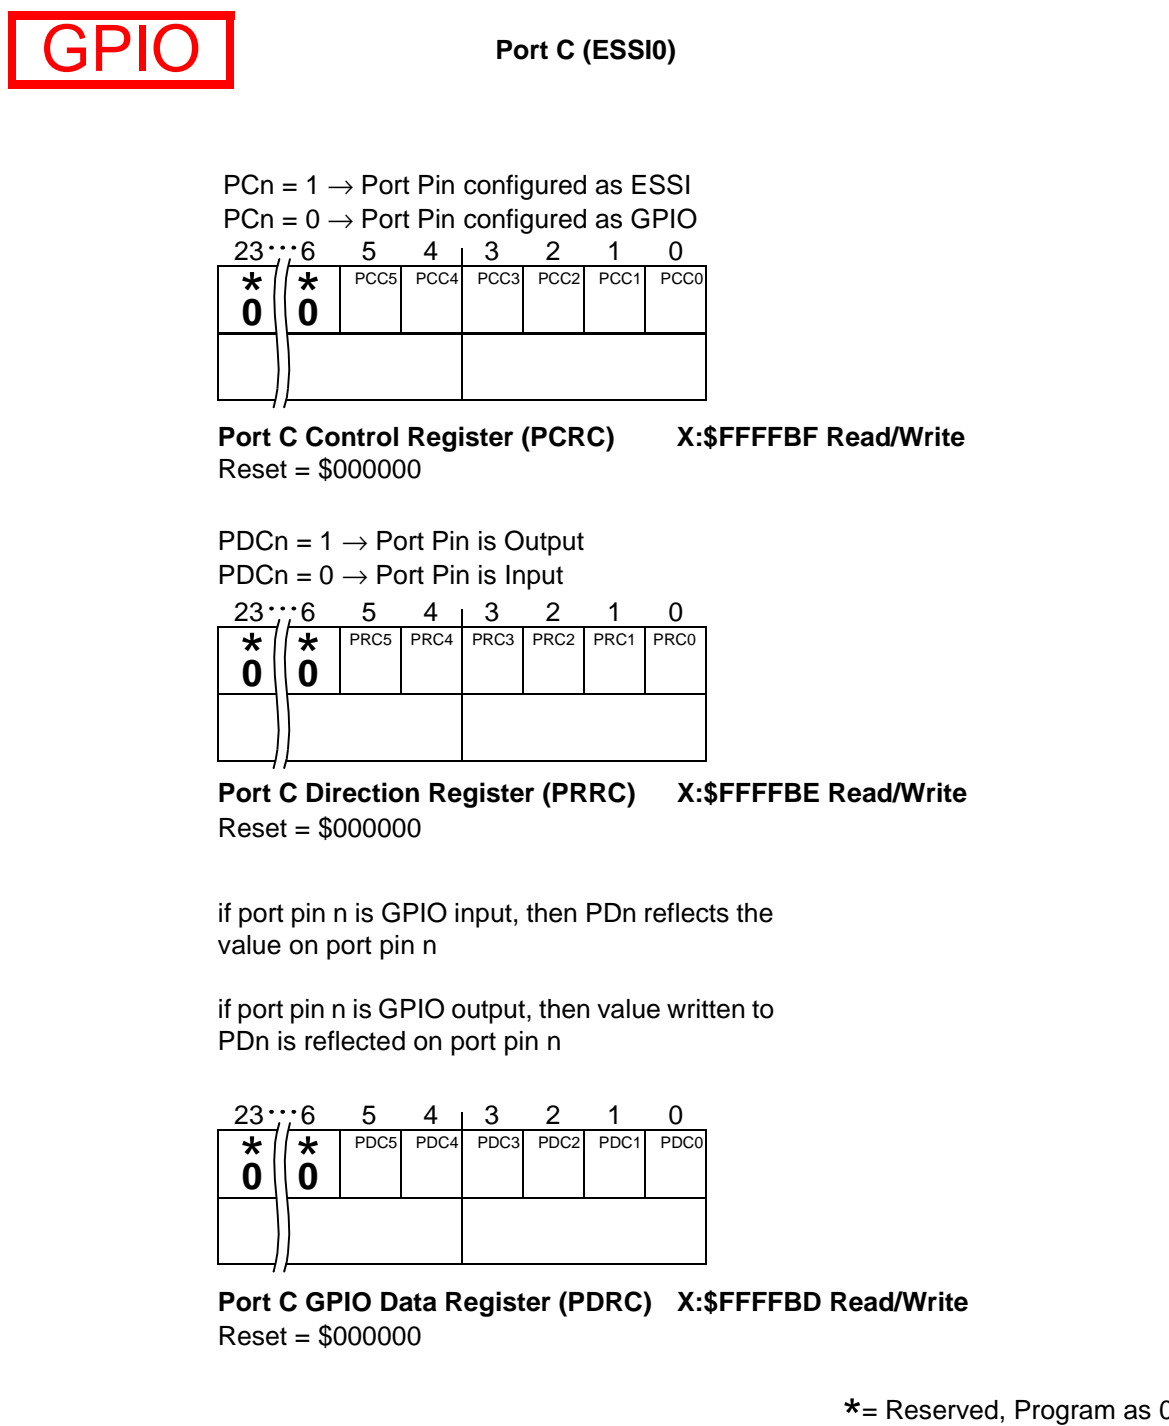 GPIO
Port C (ESSI0)
PCn = 1 → Port Pin configured as ESSI
PCn = 0 → Port Pin configured as GPIO
23 ··· 6 5 4 3 2 1 0
* * PCC5 PCC4 PCC3 PCC2 PCC1 PCC0
0 0
Port C Control Register (PCRC) X:$FFFFBF Read/Write
Reset = $000000
PDCn = 1 → Port Pin is Output
PDCn = 0 → Port Pin is Input
23 ··· 6 5 4 3 2 1 0
* * PRC5 PRC4 PRC3 PRC2 PRC1 PRC0
0 0
Port C Direction Register (PRRC) X:$FFFFBE Read/Write
Reset = $000000
if port pin n is GPIO input, then PDn reflects the
value on port pin n
if port pin n is GPIO output, then value written to
PDn is reflected on port pin n
23 ··· 6 5 4 3 2 1 0
* * PDC5 PDC4 PDC3 PDC2 PDC1 PDC0
0 0
Port C GPIO Data Register (PDRC) X:$FFFFBD Read/Write
Reset = $000000
*= Reserved, Program as 0